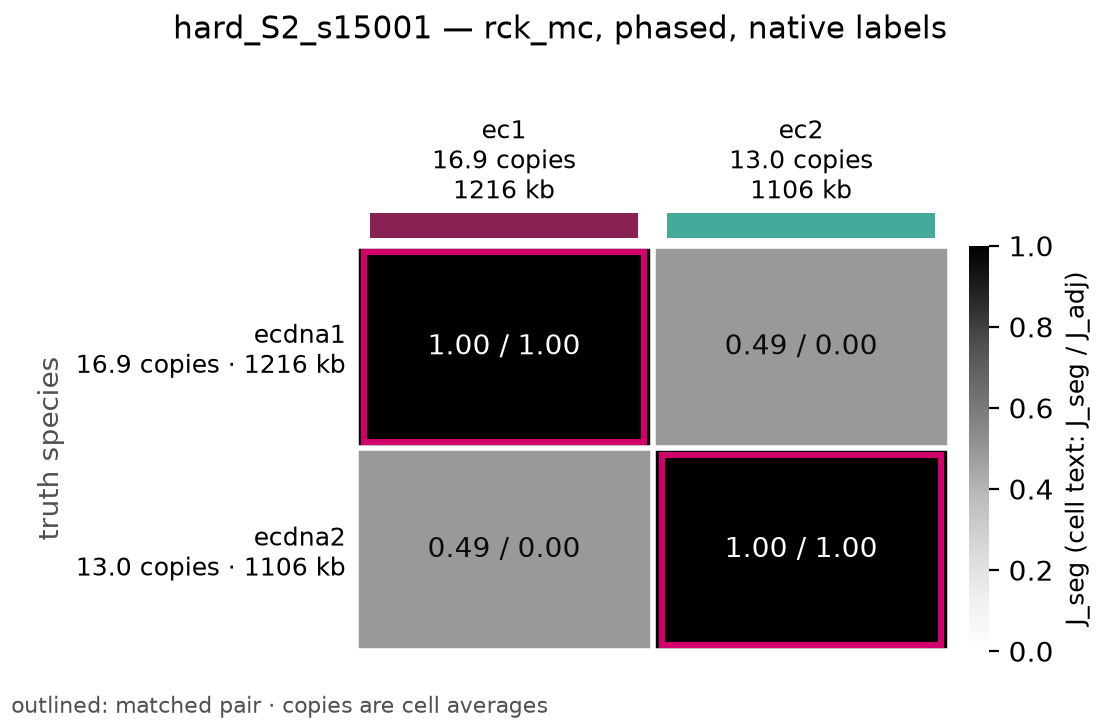 hard_S2_s15001 — rck_mc, phased, native labels
ec1
16.9 copies
1216 kb
ec2
13.0 copies
1106 kb
truth species
ecdna1
16.9 copies · 1216 kb
1.00 / 1.00
0.49 / 0.00
ecdna2
13.0 copies · 1106 kb
0.49 / 0.00
1.00 / 1.00
1.0
0.8
0.6
0.4
0.2
0.0
J_seg (cell text: J_seg / J_adj)
outlined: matched pair · copies are cell averages